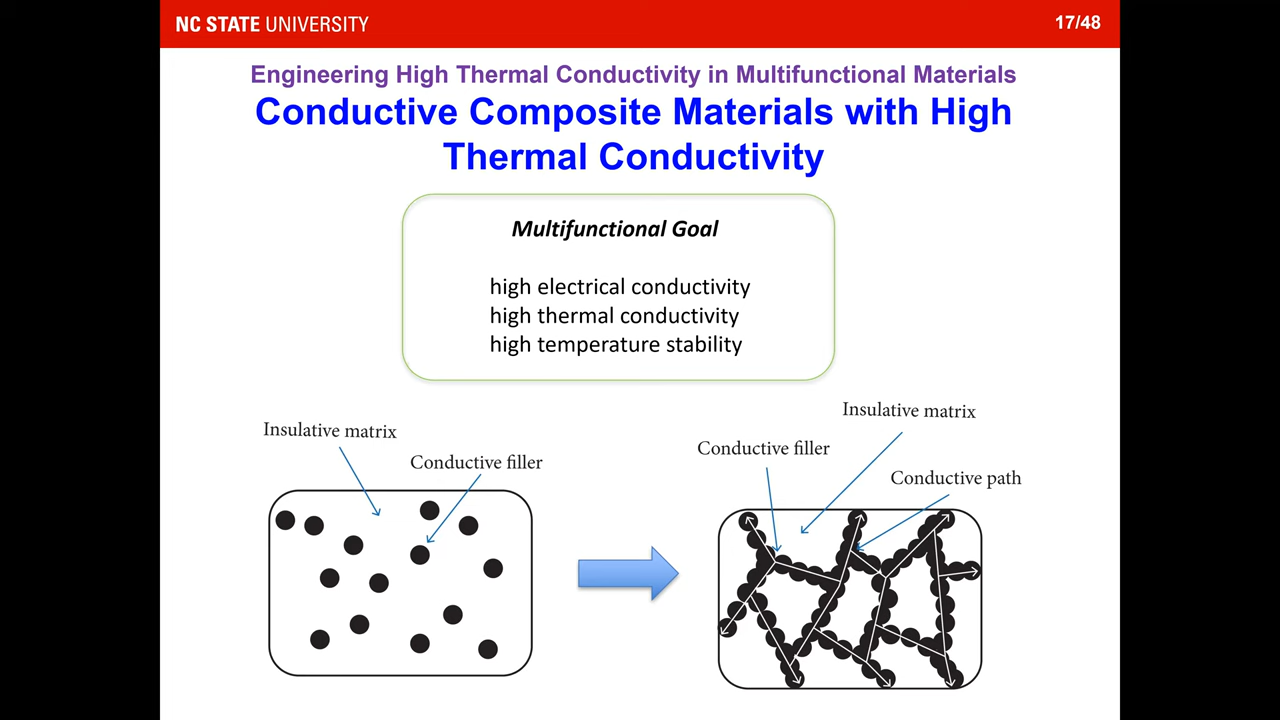 NC STATE UNIVERSITY
17/48
Engineering High Thermal Conductivity in Multifunctional Materials
Conductive Composite Materials with High
Thermal Conductivity
Multifunctional Goal
high electrical conductivity
high thermal conductivity
high temperature stability
Insulative matrix
Conductive filler
Insulative matrix
Conductive filler
Conductive path